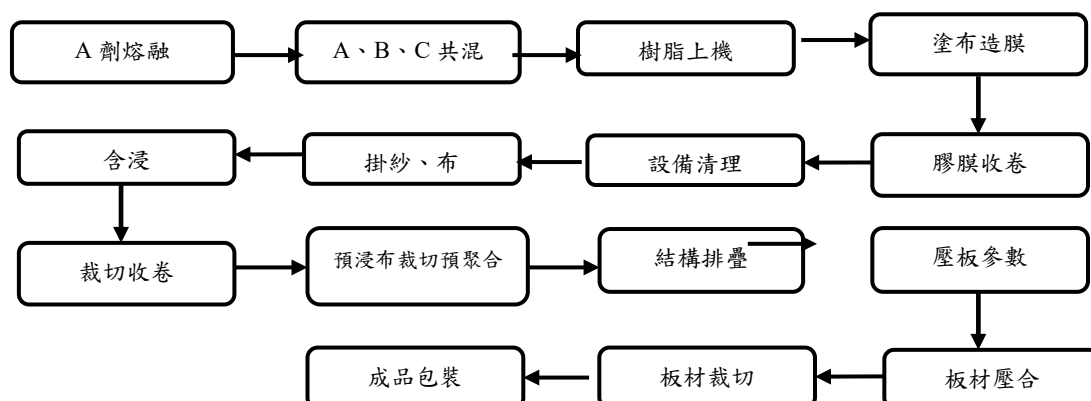 A 劑熔融
A、B、C 共混
樹脂上機
塗布造膜
膠膜收卷
設備清理
掛紗、布
含浸
裁切收卷
預浸布裁切預聚合
結構排疊
壓板參數
板材壓合
板材裁切
成品包裝